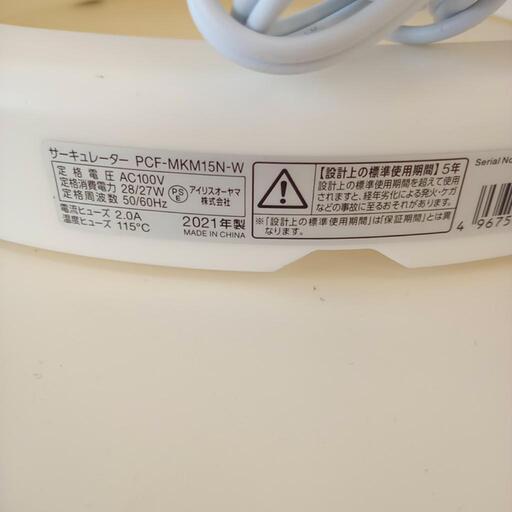 サーキュレーター PCF-MKM15N-W
定格電圧 AC100V
定格消費電力 28/27W
定格周波数 50/60Hz
電流ヒューズ 2.0A
温度ヒューズ 115℃
PSE
アイリスオーヤマ
株式会社
2021年製
MADE IN CHINA
【設計上の標準使用期間】5年
設計上の標準使用期間を超えて使用
されますと、経年劣化による発火・ケガ
などの事故に至るおそれがあります。
※「設計上の標準使用期間」は「保証期間」とは異
なります。
Serial No
4 9675